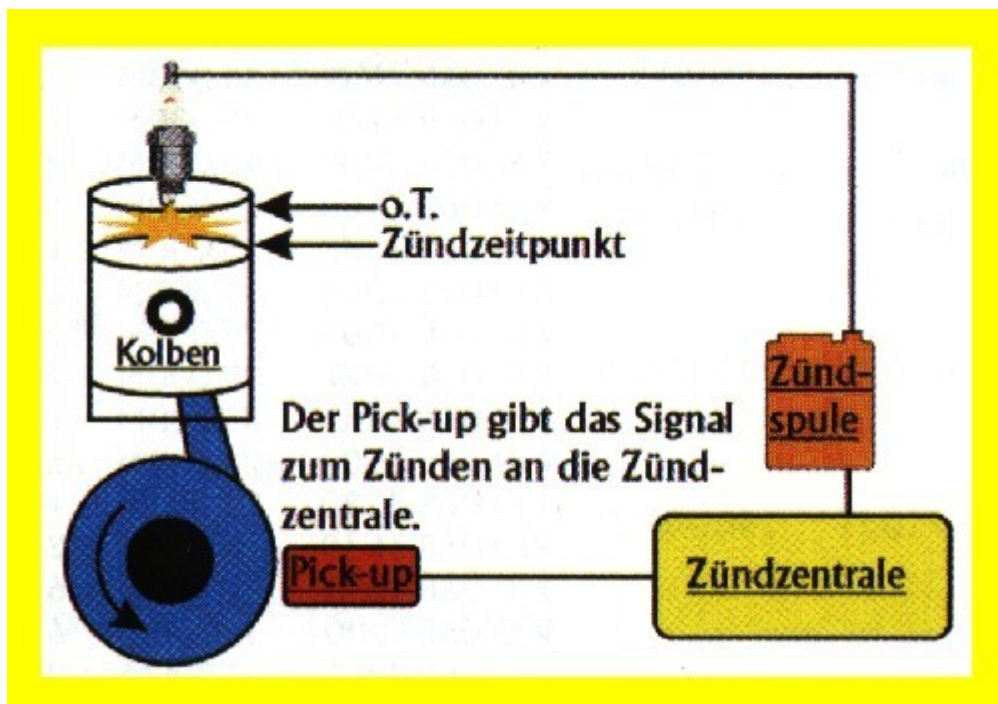 o.T.
Zündzeitpunkt
Kolben
Zünd-
spule
Der Pick-up gibt das Signal
zum Zünden an die Zünd-
zentrale.
Pick-up
Zündzentrale